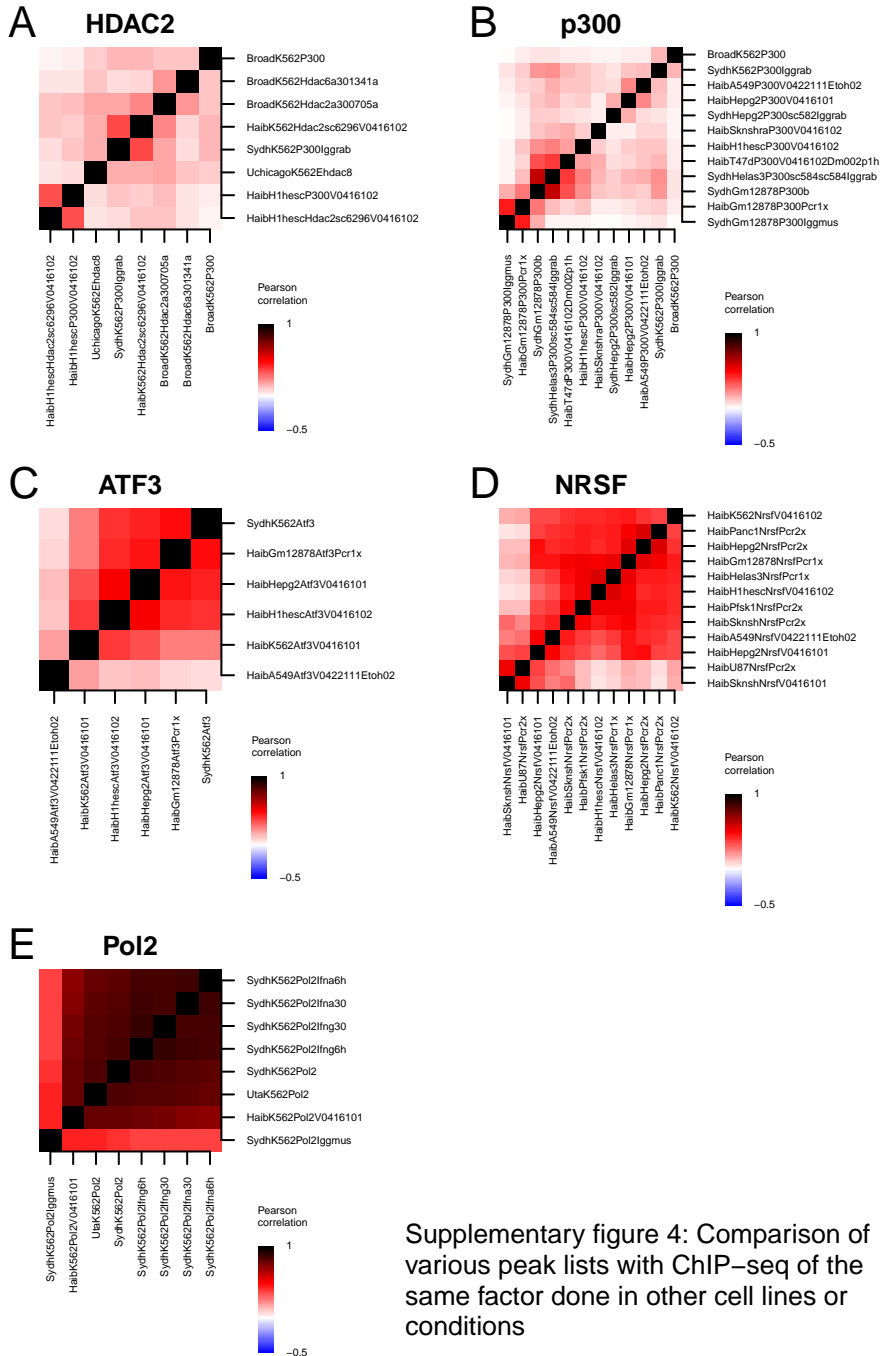 A
HDAC2
BroadK562P300
BroadK562Hdac6a301341a
BroadK562Hdac2a300705a
HaibK562Hdac2sc6296V0416102
SydhK562P300Iggrab
UchicagoK562Ehdac8
HaibH1hescP300V0416102
HaibH1hescHdac2sc6296V0416102
HaibH1hescHdac2sc6296V0416102
HaibH1hescP300V0416102
UchicagoK562Ehdac8
SydhK562P300Iggrab
HaibK562Hdac2sc6296V0416102
BroadK562Hdac2a300705a
BroadK562Hdac6a301341a
BroadK562P300
Pearson
correlation
1
−0.5
B
p300
BroadK562P300
SydhK562P300Iggrab
HaibA549P300V0422111Etoh02
HaibHepg2P300V0416101
SydhHepg2P300sc582Iggrab
HaibSknshraP300V0416102
HaibH1hescP300V0416102
HaibT47dP300V0416102Dm002p1h
SydhHelas3P300sc584sc584Iggrab
SydhGm12878P300b
HaibGm12878P300Pcr1x
SydhGm12878P300Iggmus
SydhGm12878P300Iggmus
HaibGm12878P300Pcr1x
SydhGm12878P300b
SydhHelas3P300sc584sc584Iggrab
HaibT47dP300V0416102Dm002p1h
HaibH1hescP300V0416102
HaibSknshraP300V0416102
SydhHepg2P300sc582Iggrab
HaibHepg2P300V0416101
HaibA549P300V0422111Etoh02
SydhK562P300Iggrab
BroadK562P300
Pearson
correlation
1
−0.5
C
ATF3
SydhK562Atf3
HaibGm12878Atf3Pcr1x
HaibHepg2Atf3V0416101
HaibH1hescAtf3V0416102
HaibK562Atf3V0416101
HaibA549Atf3V0422111Etoh02
HaibA549Atf3V0422111Etoh02
HaibK562Atf3V0416101
HaibH1hescAtf3V0416102
HaibHepg2Atf3V0416101
HaibGm12878Atf3Pcr1x
SydhK562Atf3
Pearson
correlation
1
−0.5
D
NRSF
HaibK562NrsfV0416102
HaibPanc1NrsfPcr2x
HaibHepg2NrsfPcr2x
HaibGm12878NrsfPcr1x
HaibHelas3NrsfPcr1x
HaibH1hescNrsfV0416102
HaibPfsk1NrsfPcr2x
HaibSknshNrsfPcr2x
HaibA549NrsfV0422111Etoh02
HaibHepg2NrsfV0416101
HaibU87NrsfPcr2x
HaibSknshNrsfV0416101
HaibSknshNrsfV0416101
HaibU87NrsfPcr2x
HaibHepg2NrsfV0416101
HaibA549NrsfV0422111Etoh02
HaibSknshNrsfPcr2x
HaibPfsk1NrsfPcr2x
HaibH1hescNrsfV0416102
HaibHelas3NrsfPcr1x
HaibGm12878NrsfPcr1x
HaibHepg2NrsfPcr2x
HaibPanc1NrsfPcr2x
HaibK562NrsfV0416102
Pearson
correlation
1
−0.5
E
Pol2
SydhK562Pol2Ifna6h
SydhK562Pol2Ifna30
SydhK562Pol2Ifng30
SydhK562Pol2Ifng6h
SydhK562Pol2
UtaK562Pol2
HaibK562Pol2V0416101
SydhK562Pol2Iggmus
SydhK562Pol2Iggmus
HaibK562Pol2V0416101
UtaK562Pol2
SydhK562Pol2
SydhK562Pol2Ifng6h
SydhK562Pol2Ifng30
SydhK562Pol2Ifna30
SydhK562Pol2Ifna6h
Pearson
correlation
1
−0.5
Supplementary figure 4: Comparison of
various peak lists with ChIP−seq of the
same factor done in other cell lines or
conditions